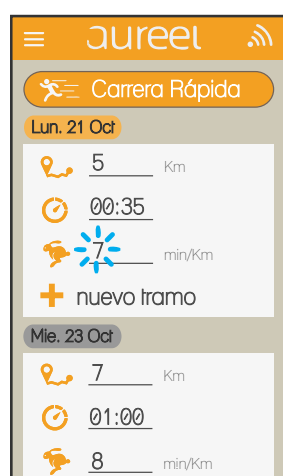 aureel
Carrera Rápida
Lun. 21 Oct
5 Km
00:35
7 min/Km
nuevo tramo
Mie. 23 Oct
7 Km
01:00
8 min/Km